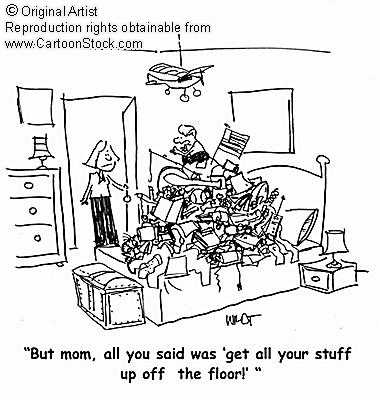 © Original Artist
Reproduction rights obtainable from
www.CartoonStock.com
"But mom, all you said was 'get all your stuff
up off the floor!' "